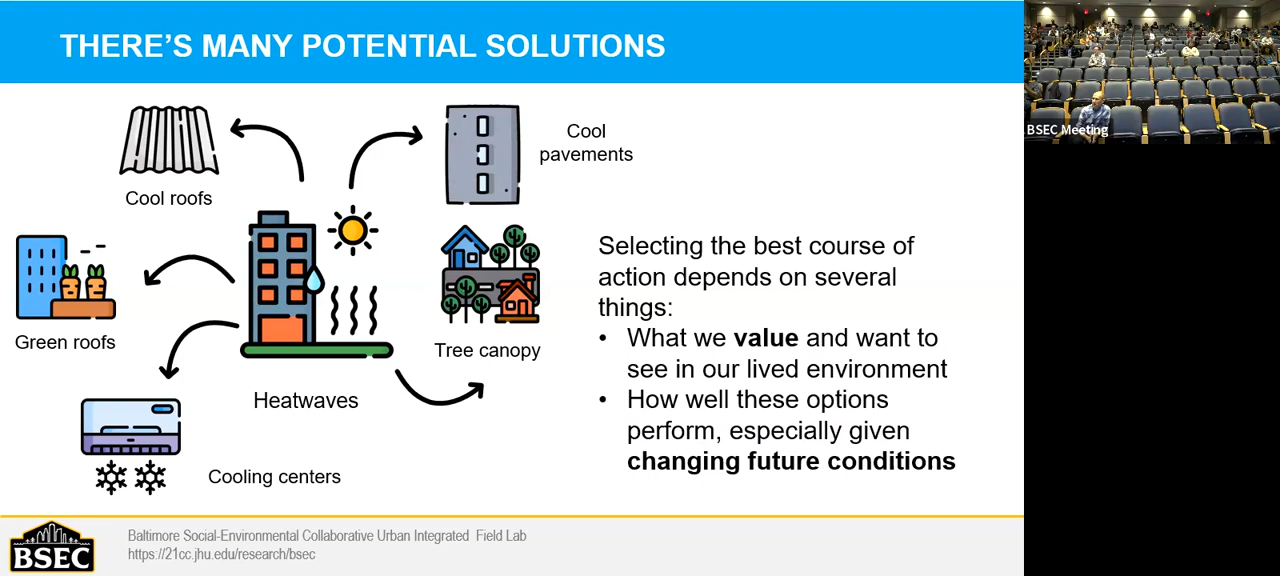 THERE'S MANY POTENTIAL SOLUTIONS
Cool roofs
Cool
pavements
Green roofs
Tree canopy
Heatwaves
Cooling centers
Selecting the best course of
action depends on several
things:
• What we value and want to
see in our lived environment
• How well these options
perform, especially given
changing future conditions
BSEC
Baltimore Social-Environmental Collaborative Urban Integrated Field Lab
https://21cc.jhu.edu/research/bsec
BSEC Meeting